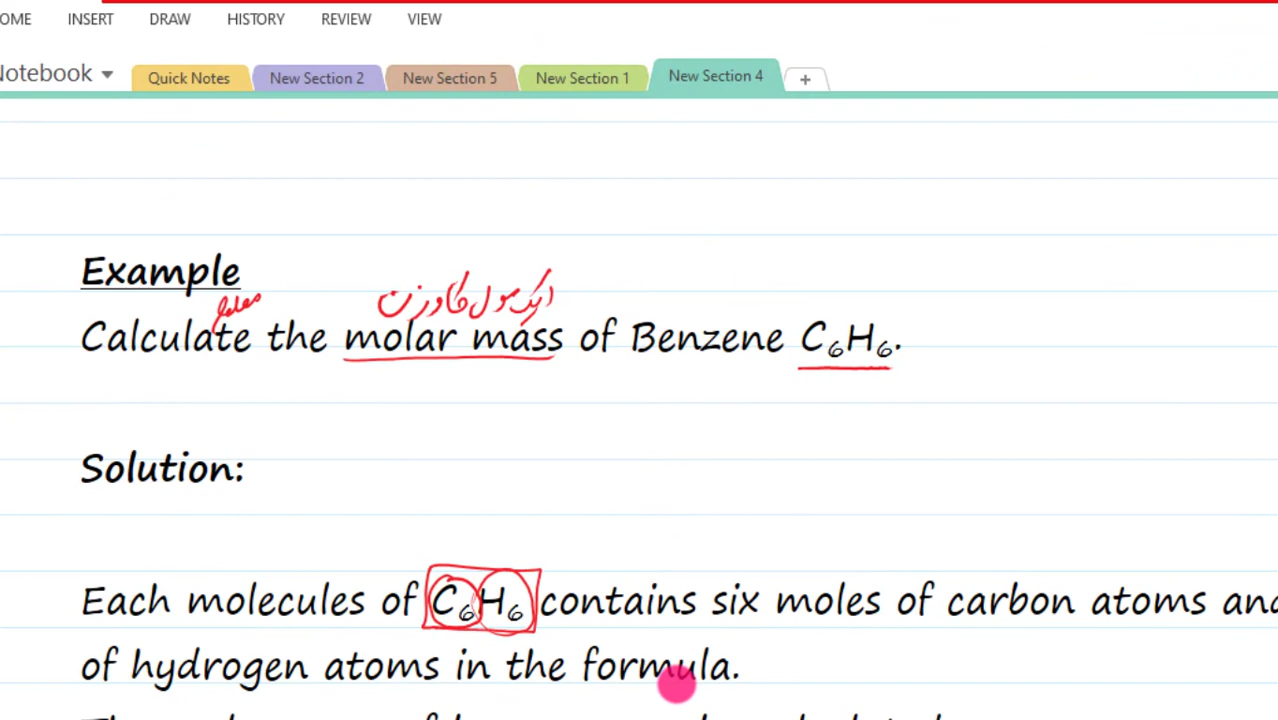 OME INSERT DRAW HISTORY REVIEW VIEW
Notebook Quick Notes New Section 2 New Section 5 New Section 1 New Section 4 +
Example
ایک مول کا وزن
Calculate the molar mass of Benzene C₆H₆.
Solution:
Each molecules of C₆H₆ contains six moles of carbon atoms and
of hydrogen atoms in the formula.